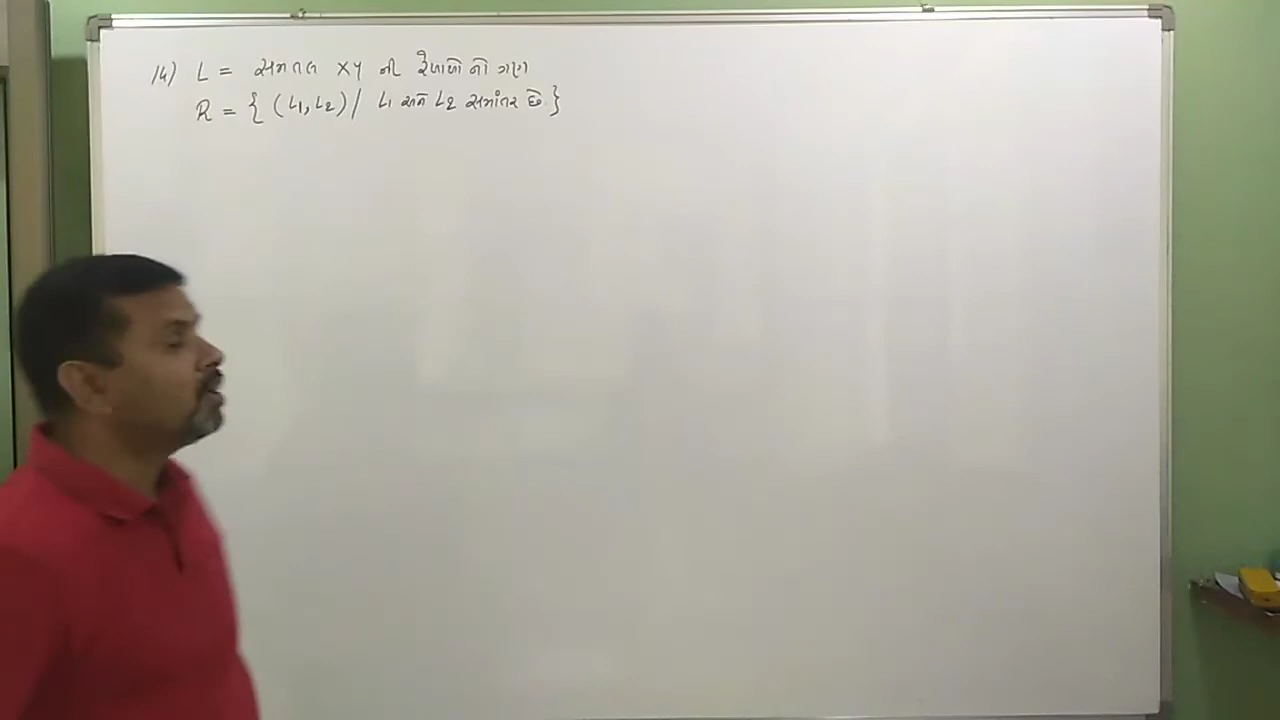 14) L = સમતલ XY ની રેખાઓ નો ગણ
R = { (L1, L2) / L1 અને L2 સમાંતર છે }